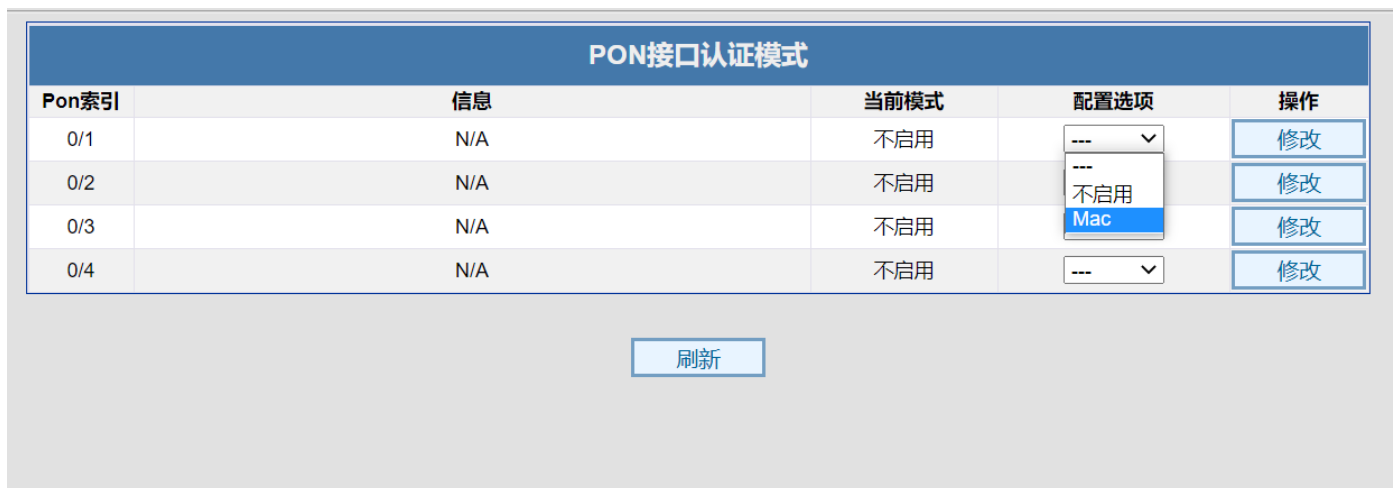 PON接口认证模式
Pon索引 信息 当前模式 配置选项 操作
0/1 N/A 不启用 --- 修改
---
0/2 N/A 不启用 修改
不启用
Mac
0/3 N/A 不启用 修改
0/4 N/A 不启用 --- 修改
刷新